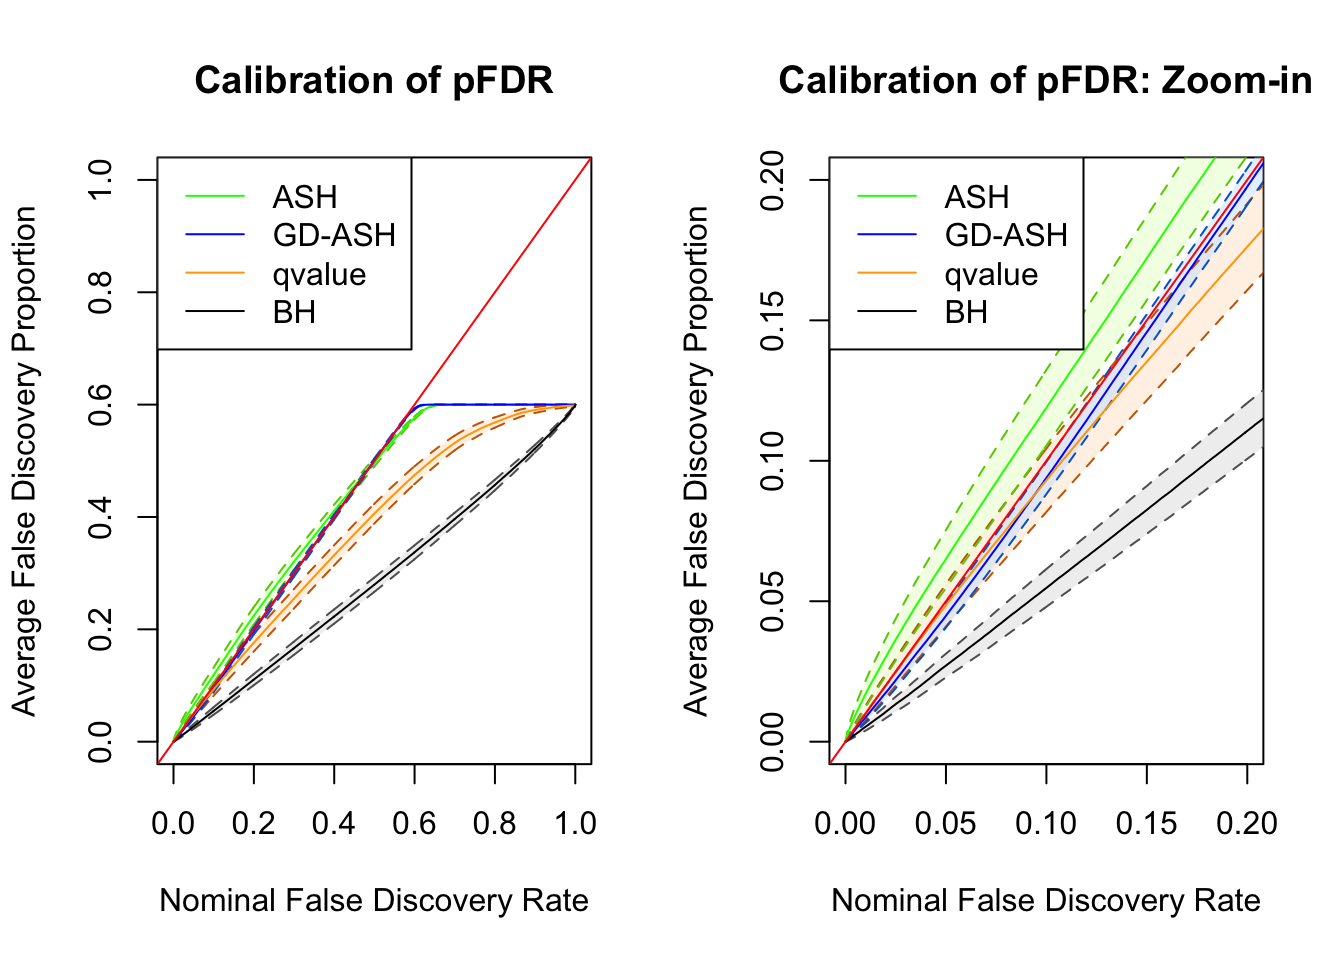 Calibration of pFDR
Average False Discovery Proportion
1.0
0.8
0.6
0.4
0.2
0.0
ASH
GD-ASH
qvalue
BH
0.0 0.2 0.4 0.6 0.8 1.0
Nominal False Discovery Rate
Calibration of pFDR: Zoom-in
Average False Discovery Proportion
0.20
0.15
0.10
0.05
0.00
ASH
GD-ASH
qvalue
BH
0.00 0.05 0.10 0.15 0.20
Nominal False Discovery Rate